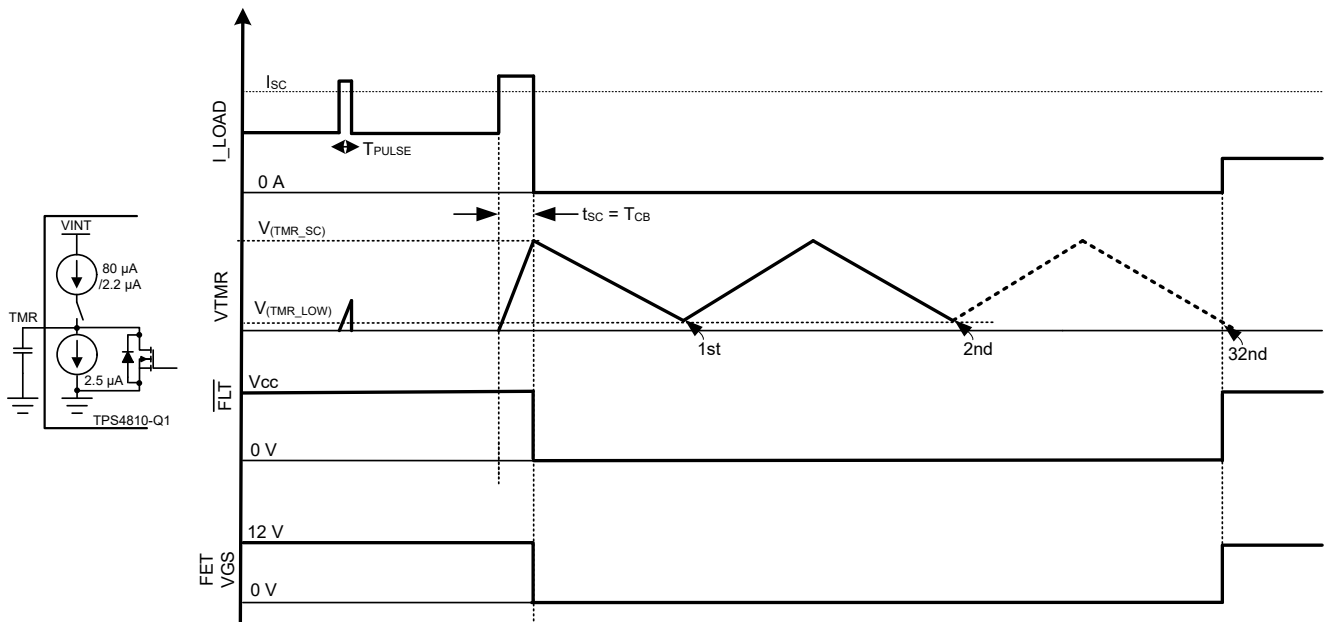 I_LOAD
ISC
TPULSE
0 A
tSC = TCB
VTMR
V(TMR_SC)
V(TMR_LOW)
1st
2nd
32nd
VINT
80 µA
/2.2 µA
TMR
2.5 µA
TPS4810-Q1
FLT
Vcc
0 V
FET
VGS
12 V
0 V